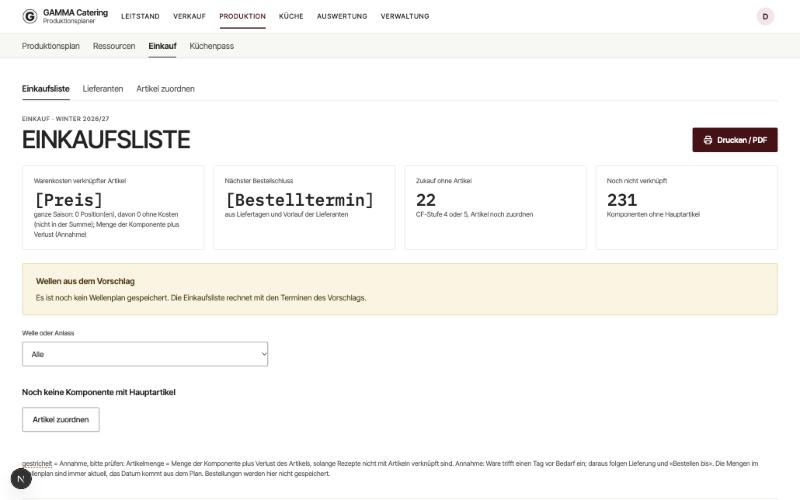 GAMMA Catering
Produktionsplaner
LEITSTAND VERKAUF PRODUKTION KÜCHE AUSWERTUNG VERWALTUNG
D
Produktionsplan Ressourcen Einkauf Küchenpass
Einkaufsliste Lieferanten Artikel zuordnen
EINKAUF · WINTER 2026/27
EINKAUFSLISTE
Drucken / PDF
Warenkosten verknüpfter Artikel
[Preis]
ganze Saison: 0 Position(en), davon 0 ohne Kosten
(nicht in der Summe); Menge der Komponente plus
Verlust (Annahme)
Nächster Bestellschluss
[Bestelltermin]
aus Liefertagen und Vorlauf der Lieferanten
Zukauf ohne Artikel
22
CF-Stufe 4 oder 5, Artikel noch zuordnen
Noch nicht verknüpft
231
Komponenten ohne Hauptartikel
Wellen aus dem Vorschlag
Es ist noch kein Wellenplan gespeichert. Die Einkaufsliste rechnet mit den Terminen des Vorschlags.
Welle oder Anlass
Alle
Noch keine Komponente mit Hauptartikel
Artikel zuordnen
gestrichelt = Annahme, bitte prüfen: Artikelmenge = Menge der Komponente plus Verlust des Artikels, solange Rezepte nicht mit Artikeln verknüpft sind. Annahme: Ware trifft einen Tag vor Bedarf ein; daraus folgen Lieferung und «Bestellen bis». Die Mengen im
N
lenplan sind immer aktuell, das Datum kommt aus dem Plan. Bestellungen werden hier nicht gespeichert.